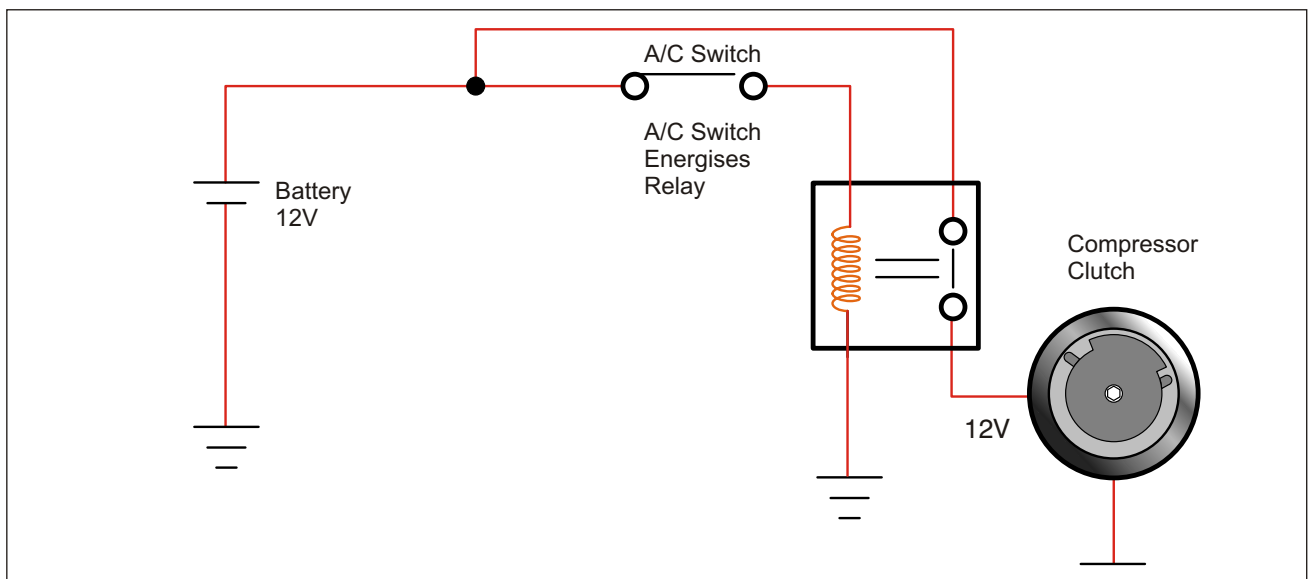 A/C Switch
A/C Switch
Energises
Relay
Battery
12V
Compressor
Clutch
12V